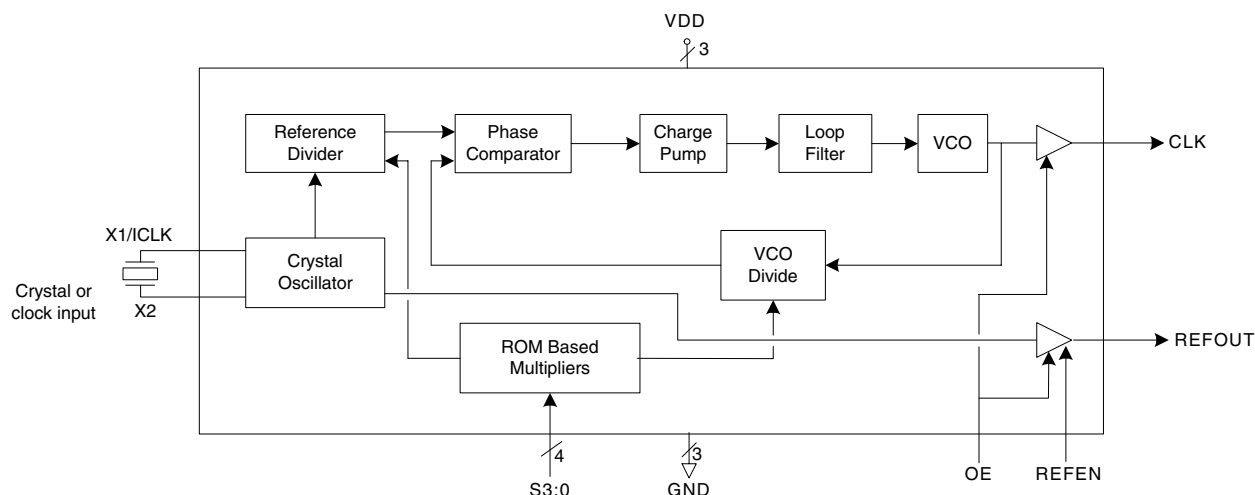 VDD
3
Reference
Divider
Phase
Comparator
Charge
Pump
Loop
Filter
VCO
CLK
X1/ICLK
Crystal or
clock input
X2
Crystal
Oscillator
VCO
Divide
ROM Based
Multipliers
REFOUT
4
S3:0
3
GND
OE
REFEN